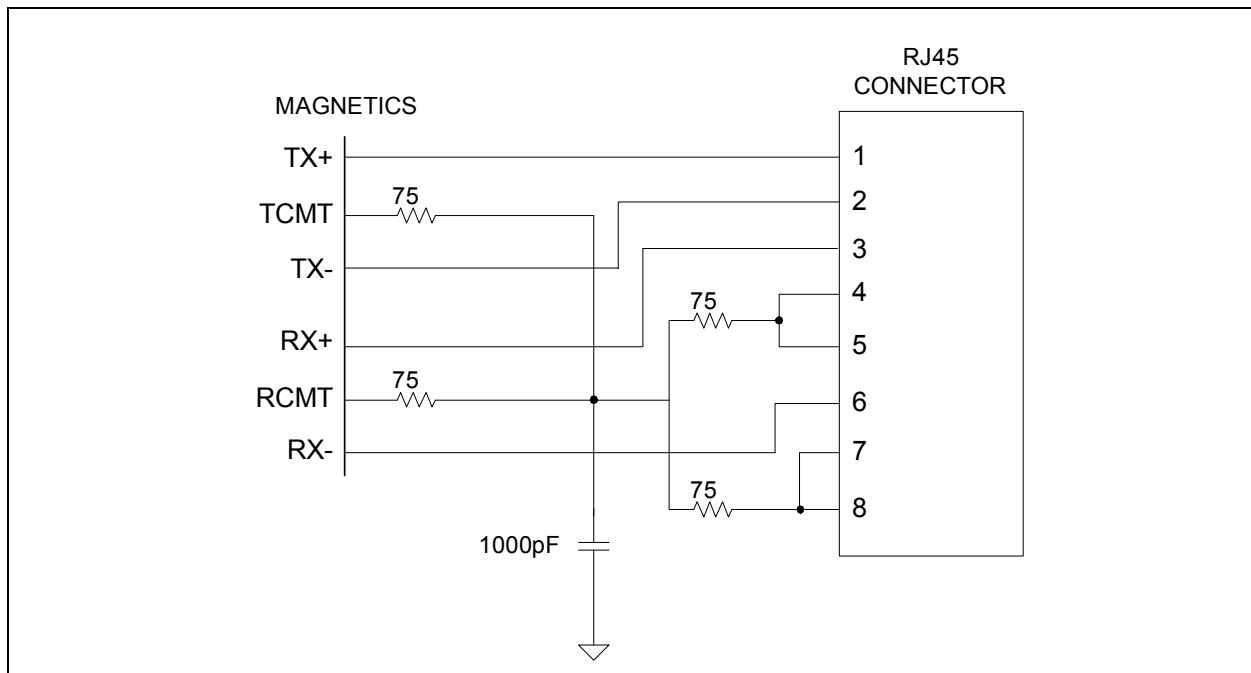 RJ45
CONNECTOR
MAGNETICS
TX+
1
75
TCMT
2
TX-
3
4
75
RX+
5
75
RCMT
6
RX-
7
75
8
1000pF